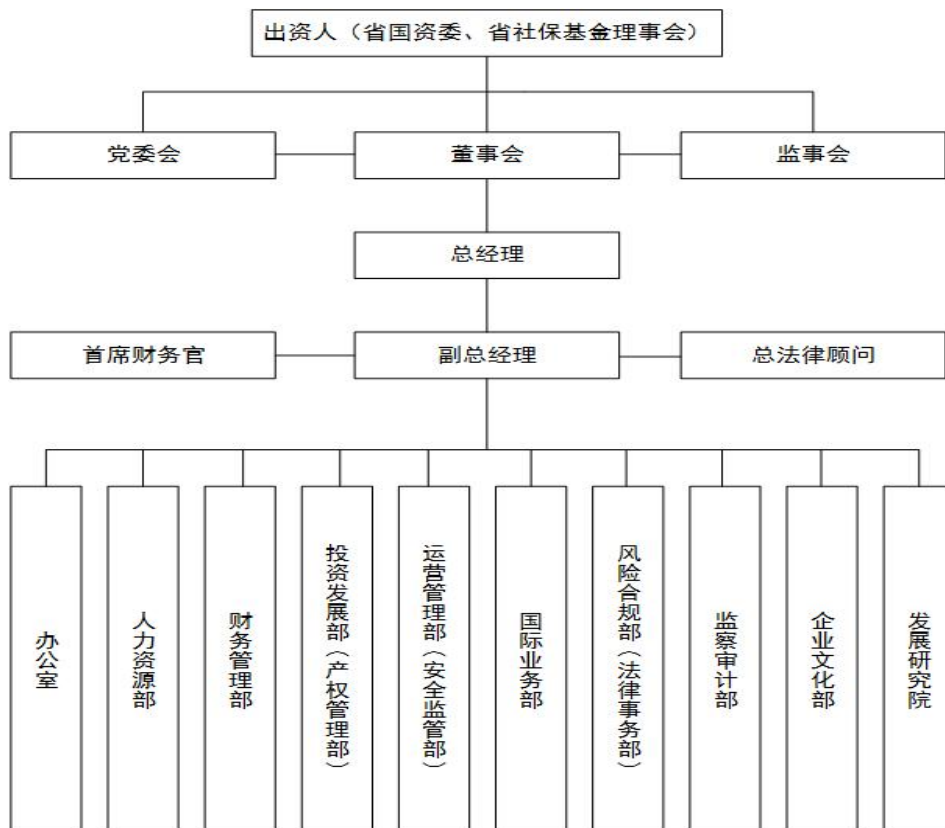 出资人（省国资委、省社保基金理事会）
党委会
董事会
监事会
总经理
首席财务官
副总经理
总法律顾问
办公室
人力资源部
财务管理部
投资发展部（产权管理部）
运营管理部（安全监管部）
国际业务部
风险合规部（法律事务部）
监察审计部
企业文化部
发展研究院